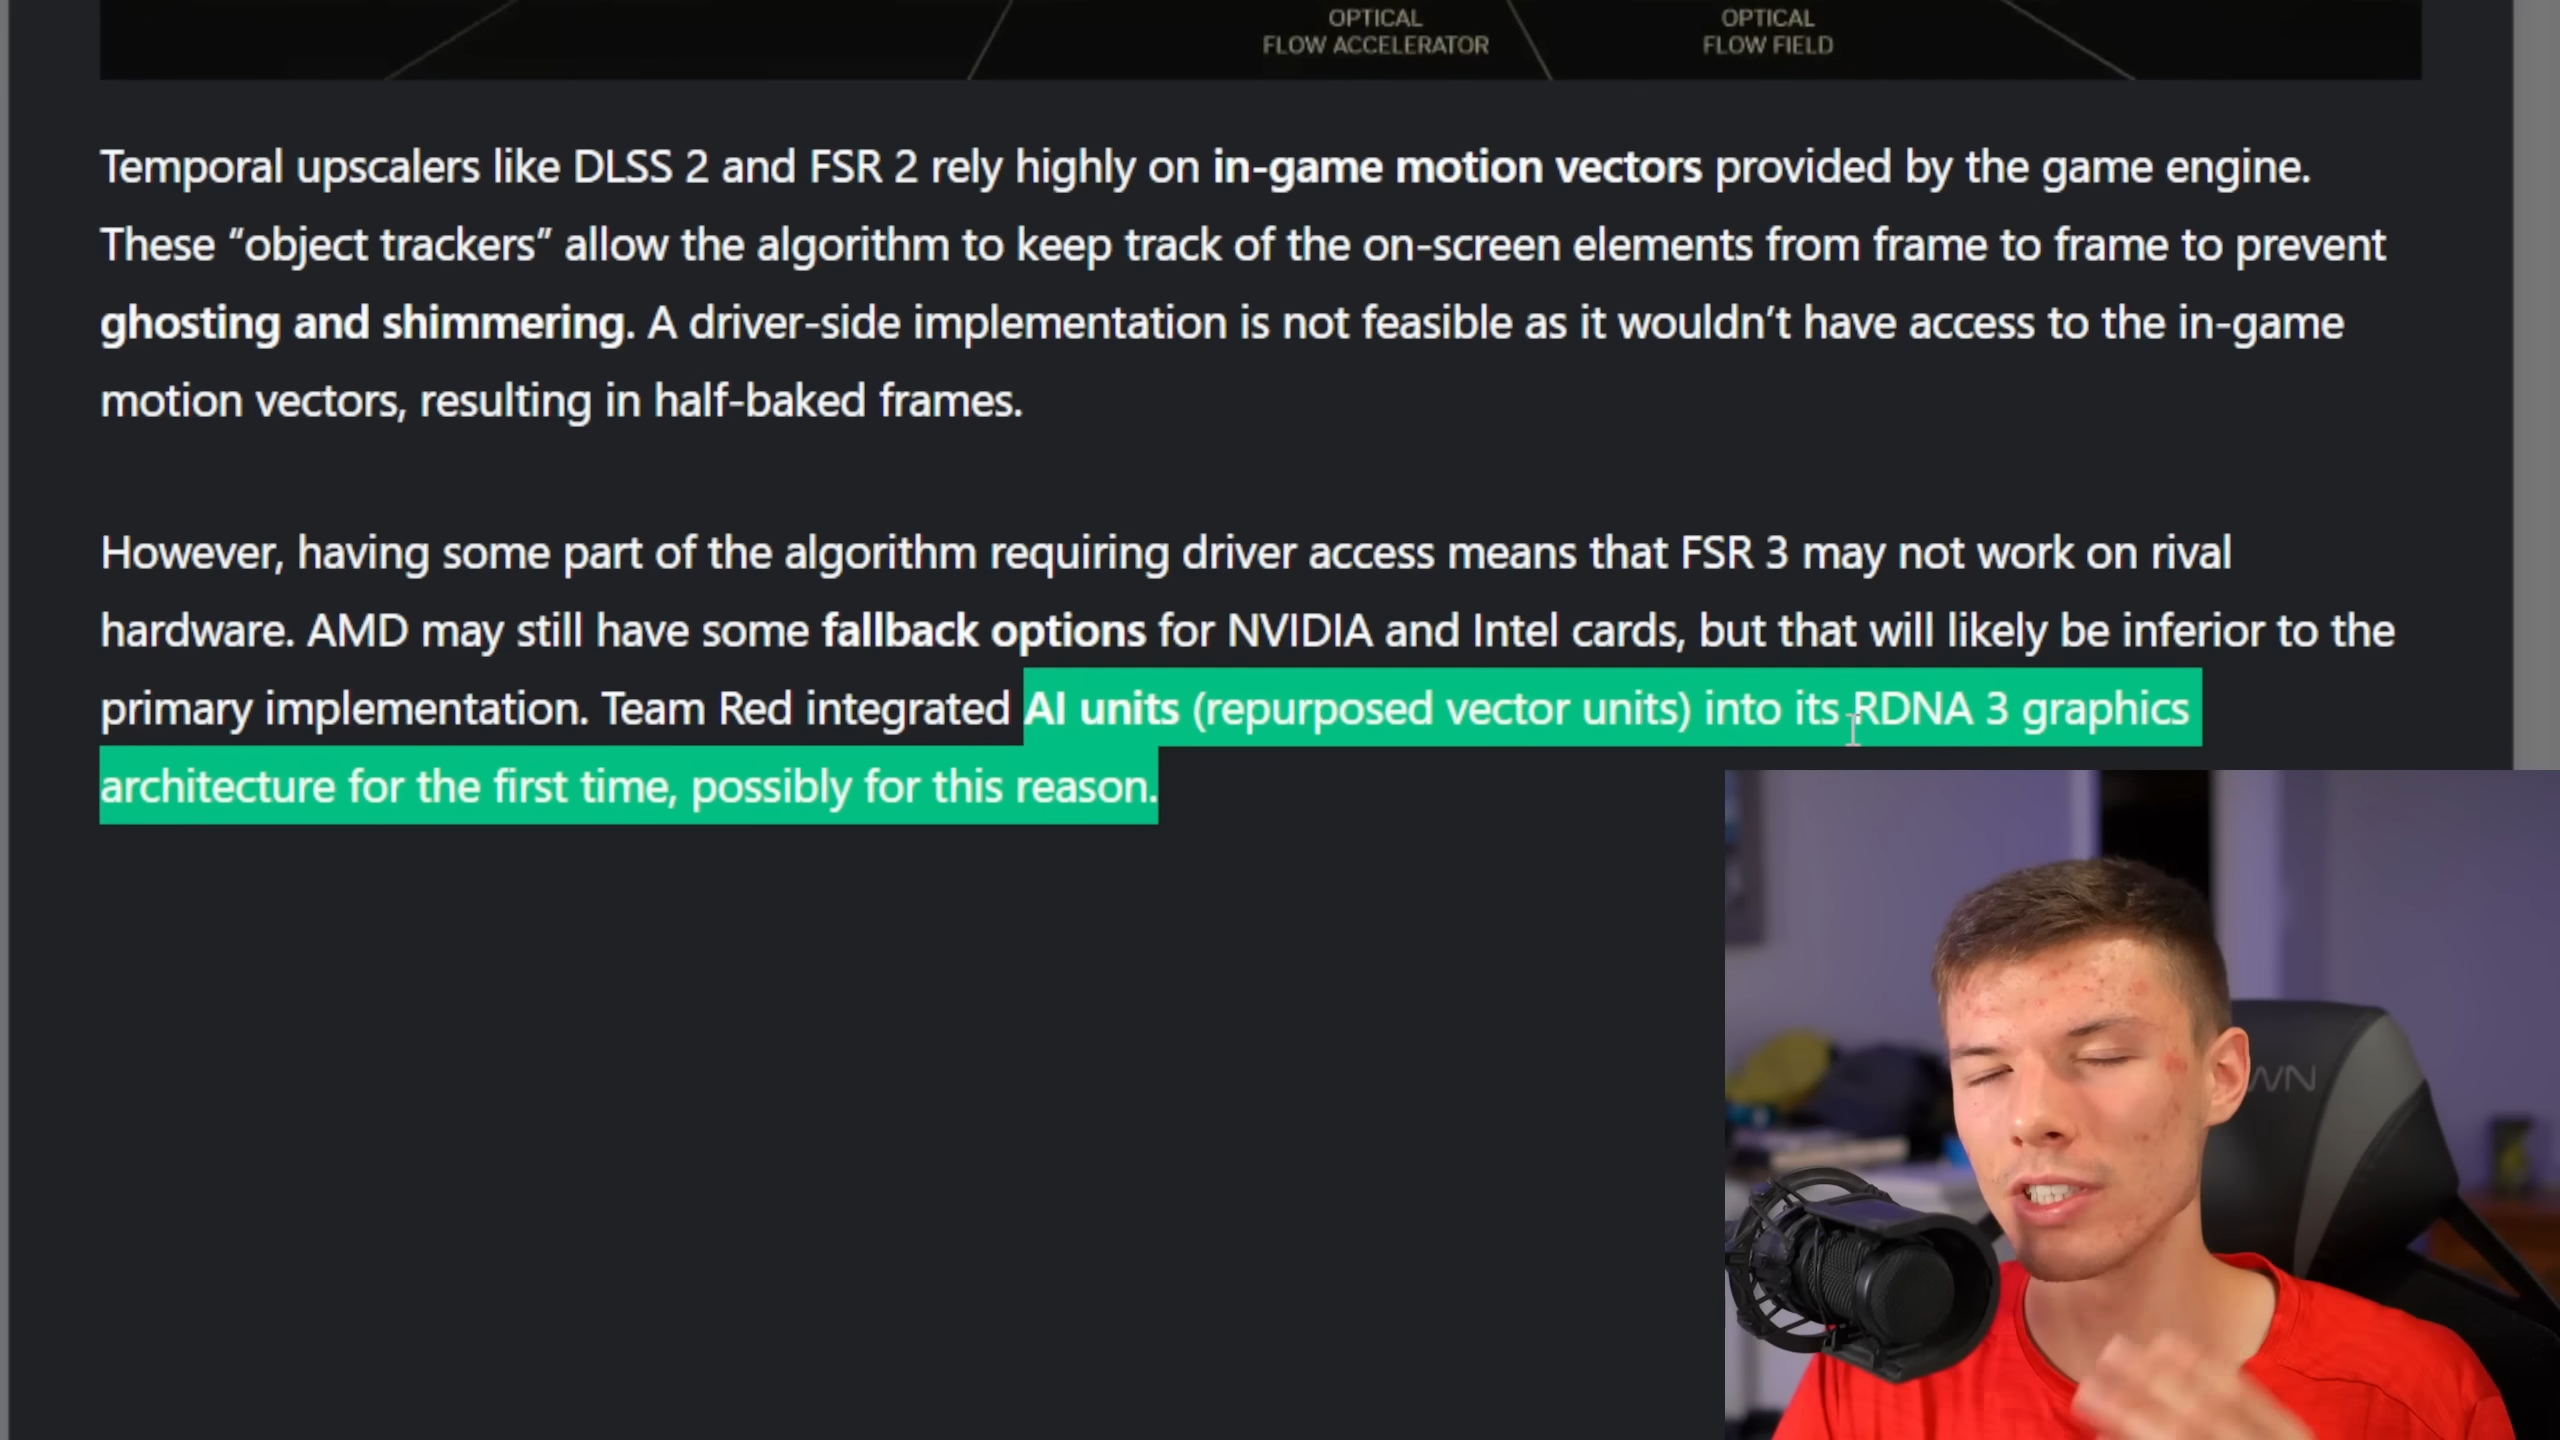 OPTICAL
FLOW ACCELERATOR
OPTICAL
FLOW FIELD
Temporal upscalers like DLSS 2 and FSR 2 rely highly on in-game motion vectors provided by the game engine.
These “object trackers” allow the algorithm to keep track of the on-screen elements from frame to frame to prevent
ghosting and shimmering. A driver-side implementation is not feasible as it wouldn’t have access to the in-game
motion vectors, resulting in half-baked frames.
However, having some part of the algorithm requiring driver access means that FSR 3 may not work on rival
hardware. AMD may still have some fallback options for NVIDIA and Intel cards, but that will likely be inferior to the
primary implementation. Team Red integrated AI units (repurposed vector units) into its RDNA 3 graphics
architecture for the first time, possibly for this reason.
WN